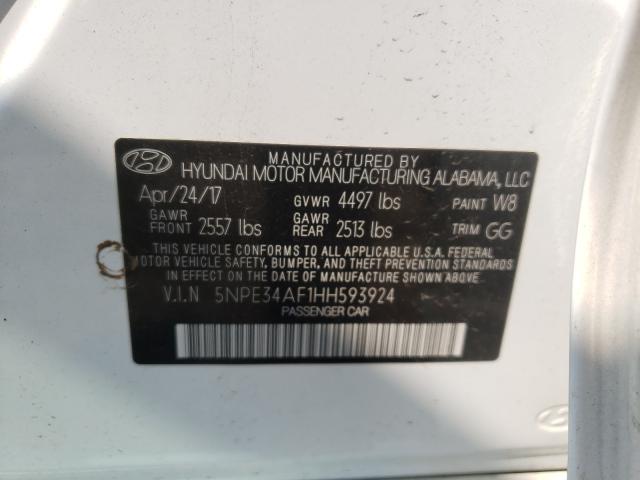 MANUFACTURED BY
HYUNDAI MOTOR MANUFACTURING ALABAMA, LLC
Apr/24/17 GVWR 4497 lbs PAINT W8
GAWR FRONT 2557 lbs GAWR REAR 2513 lbs TRIM GG
THIS VEHICLE CONFORMS TO ALL APPLICABLE U.S.A. FEDERAL
MOTOR VEHICLE SAFETY, BUMPER, AND THEFT PREVENTION
STANDARDS IN EFFECT ON THE DATE OF MANUFACTURE SHOWN ABOVE
V.I.N 5NPE34AF1HH593924
PASSENGER CAR